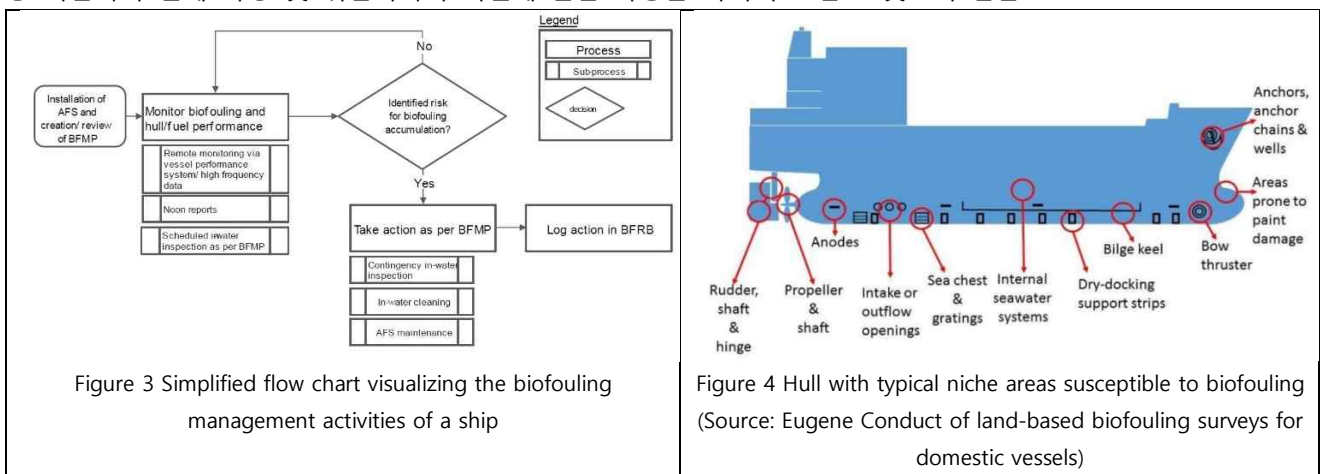 Legend
Process
Subprocess
decision
No
Installation of
AFS and
creation/ review
of BFMP
Monitor biofouling and
hull/fuel performance
Identified risk
for biofouling
accumulation?
Remote monitoring via
vessel performance
system/ high frequency
data
Noon reports
Scheduled inwater
inspection as per BFMP
Yes
Take action as per BFMP
Log action in BFRB
Contingency in-water
inspection
In-water cleaning
AFS maintenance
Figure 3 Simplified flow chart visualizing the biofouling
management activities of a ship
Anchors,
anchor
chains &
wells
Areas
prone to
paint
damage
Bow
thruster
Bilge keel
Dry-docking
support strips
Internal
seawater
systems
Sea chest
&
gratings
Intake or
outflow
openings
Anodes
Propeller
&
shaft
Rudder,
shaft
&
hinge
Figure 4 Hull with typical niche areas susceptible to biofouling
(Source: Eugene Conduct of land-based biofouling surveys for
domestic vessels)